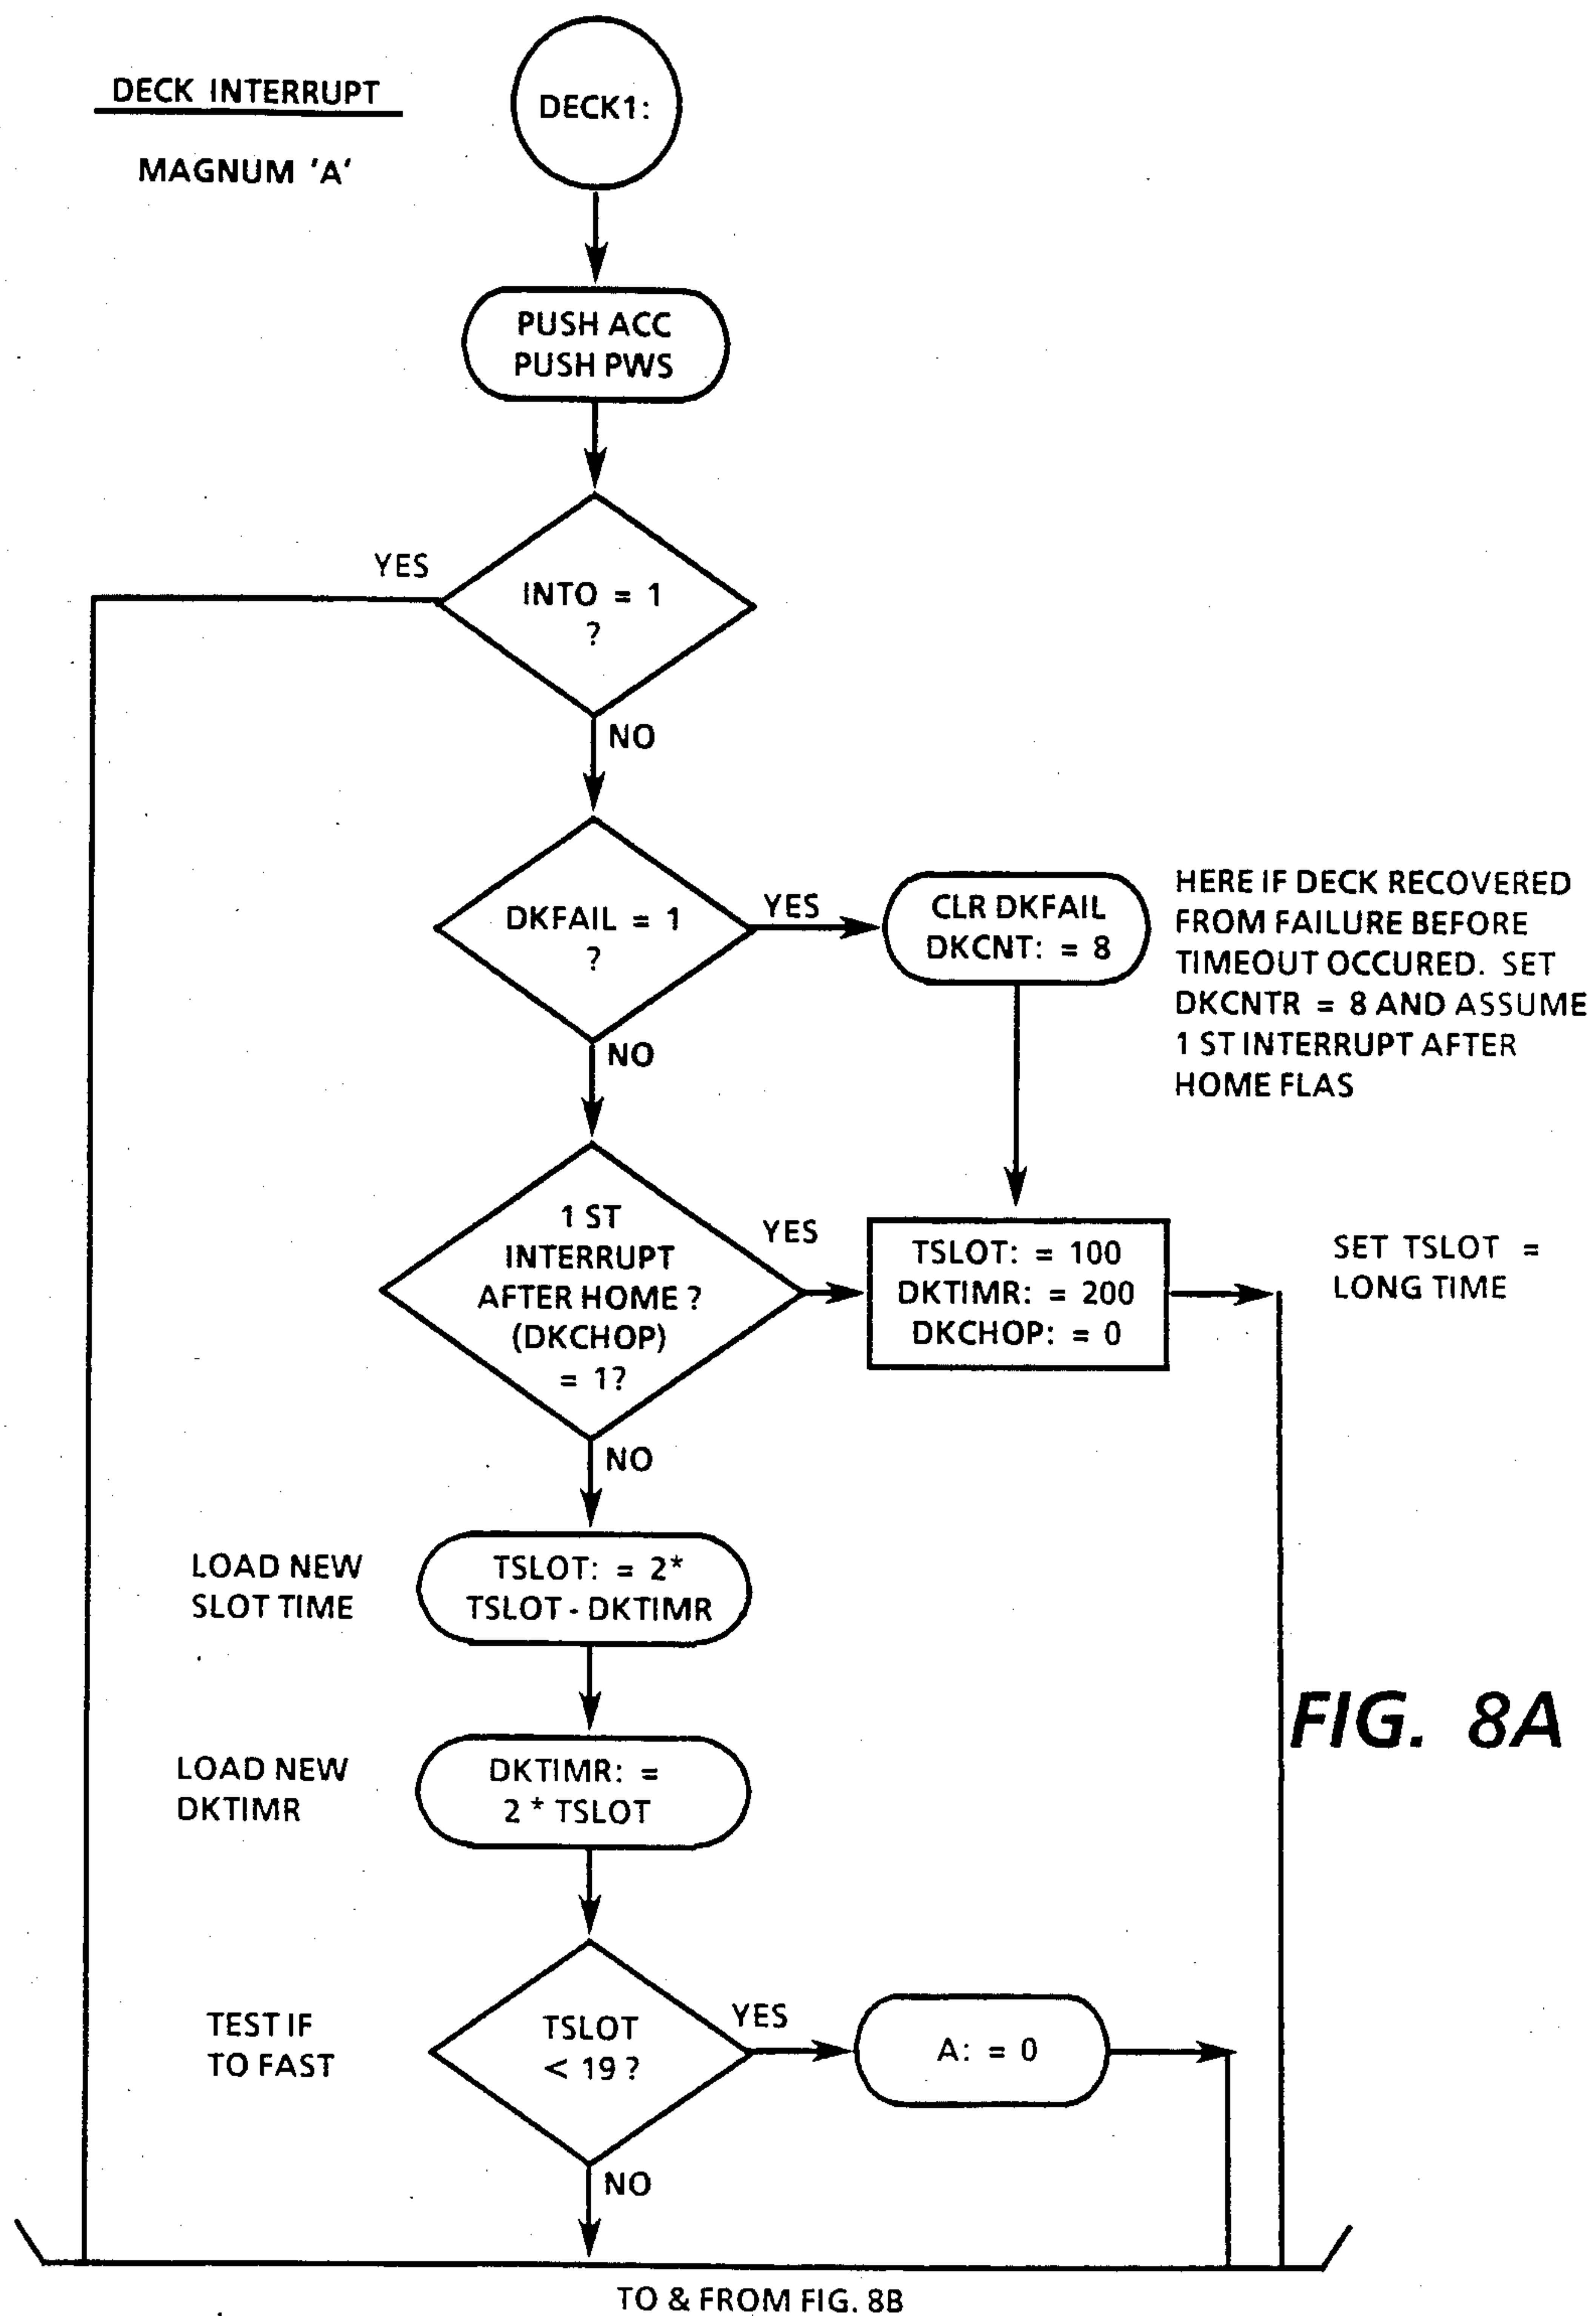 DECK INTERRUPT
MAGNUM 'A'
DECK1:
PUSH ACC
PUSH PWS
YES
INTO = 1
?
NO
DKFAIL = 1
?
YES
CLR DKFAIL
DKCNT: = 8
HERE IF DECK RECOVERED
FROM FAILURE BEFORE
TIMEOUT OCCURED. SET
DKCNTR = 8 AND ASSUME
1 ST INTERRUPT AFTER
HOME FLAS
NO
1 ST
INTERRUPT
AFTER HOME ?
(DKCHOP)
= 1?
YES
TSLOT: = 100
DKTIMR: = 200
DKCHOP: = 0
SET TSLOT =
LONG TIME
NO
LOAD NEW
SLOT TIME
TSLOT: = 2*
TSLOT - DKTIMR
LOAD NEW
DKTIMR
DKTIMR: =
2 * TSLOT
FIG. 8A
TEST IF
TO FAST
TSLOT
< 19 ?
YES
A: = 0
NO
TO & FROM FIG. 8B